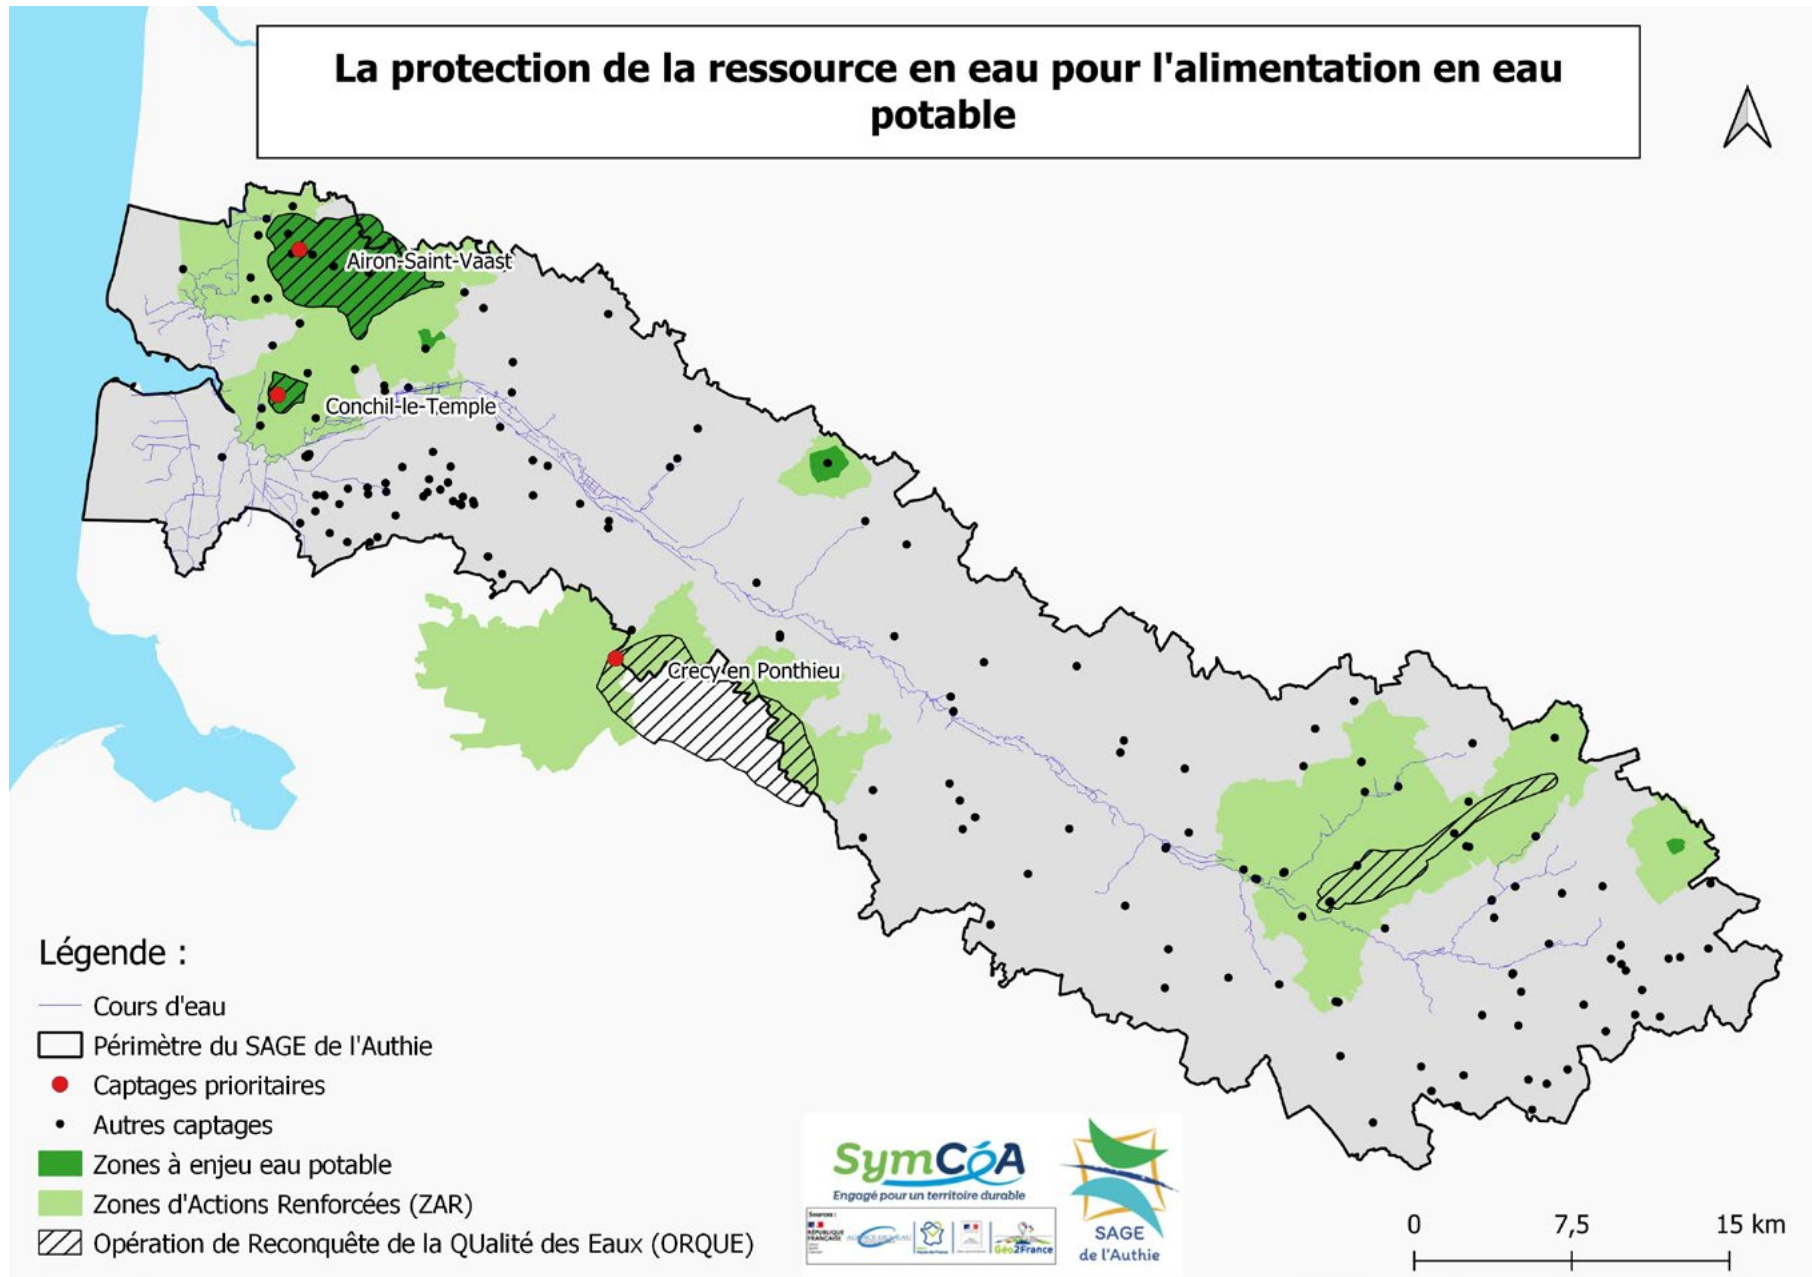 La protection de la ressource en eau pour l'alimentation en eau
potable
Airon-Saint-Vaast
Conchil-le-Temple
Crecy en Ponthieu
Légende :
Cours d'eau
Périmètre du SAGE de l'Authie
Captages prioritaires
Autres captages
Zones à enjeu eau potable
Zones d'Actions Renforcées (ZAR)
Opération de Reconquête de la QUalité des Eaux (ORQUE)
SymCéA
Engagé pour un territoire durable
Sources :
RÉPUBLIQUE
FRANÇAISE
Géo2France
SAGE
de l'Authie
0 7,5 15 km